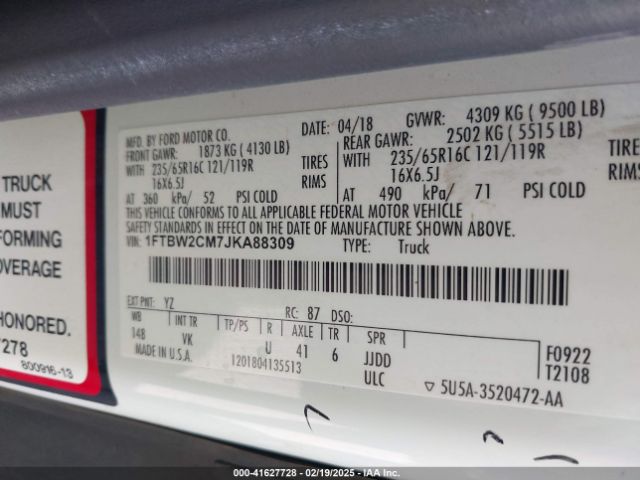 TRUCK
MUST
FORMING
OVERAGE
HONORED.
7278
800916-13
MFD. BY FORD MOTOR CO.
DATE: 04/18 GVWR: 4309 KG ( 9500 LB)
FRONT GAWR: 1873 KG ( 4130 LB)
REAR GAWR: 2502 KG ( 5515 LB)
WITH 235/65R16C 121/119R TIRES
WITH 235/65R16C 121/119R TIRES
16X6.5J RIMS
16X6.5J RIMS
AT 360 kPa/ 52 PSI COLD
AT 490 kPa/ 71 PSI COLD
THIS VEHICLE CONFORMS TO ALL APPLICABLE FEDERAL MOTOR VEHICLE
SAFETY STANDARDS IN EFFECT ON THE DATE OF MANUFACTURE SHOWN ABOVE.
VIN: 1FTBW2CM7JKA88309 TYPE: Truck
EXT PNT: YZ RC: 87 DSO:
WB INT TR TP/PS R AXLE TR SPR
148 VK U 41 6 JJDD F0922
MADE IN U.S.A. 1201804135513 ULC T2108
5U5A-3520472-AA
000-41627728 - 02/19/2025 - IAA Inc.